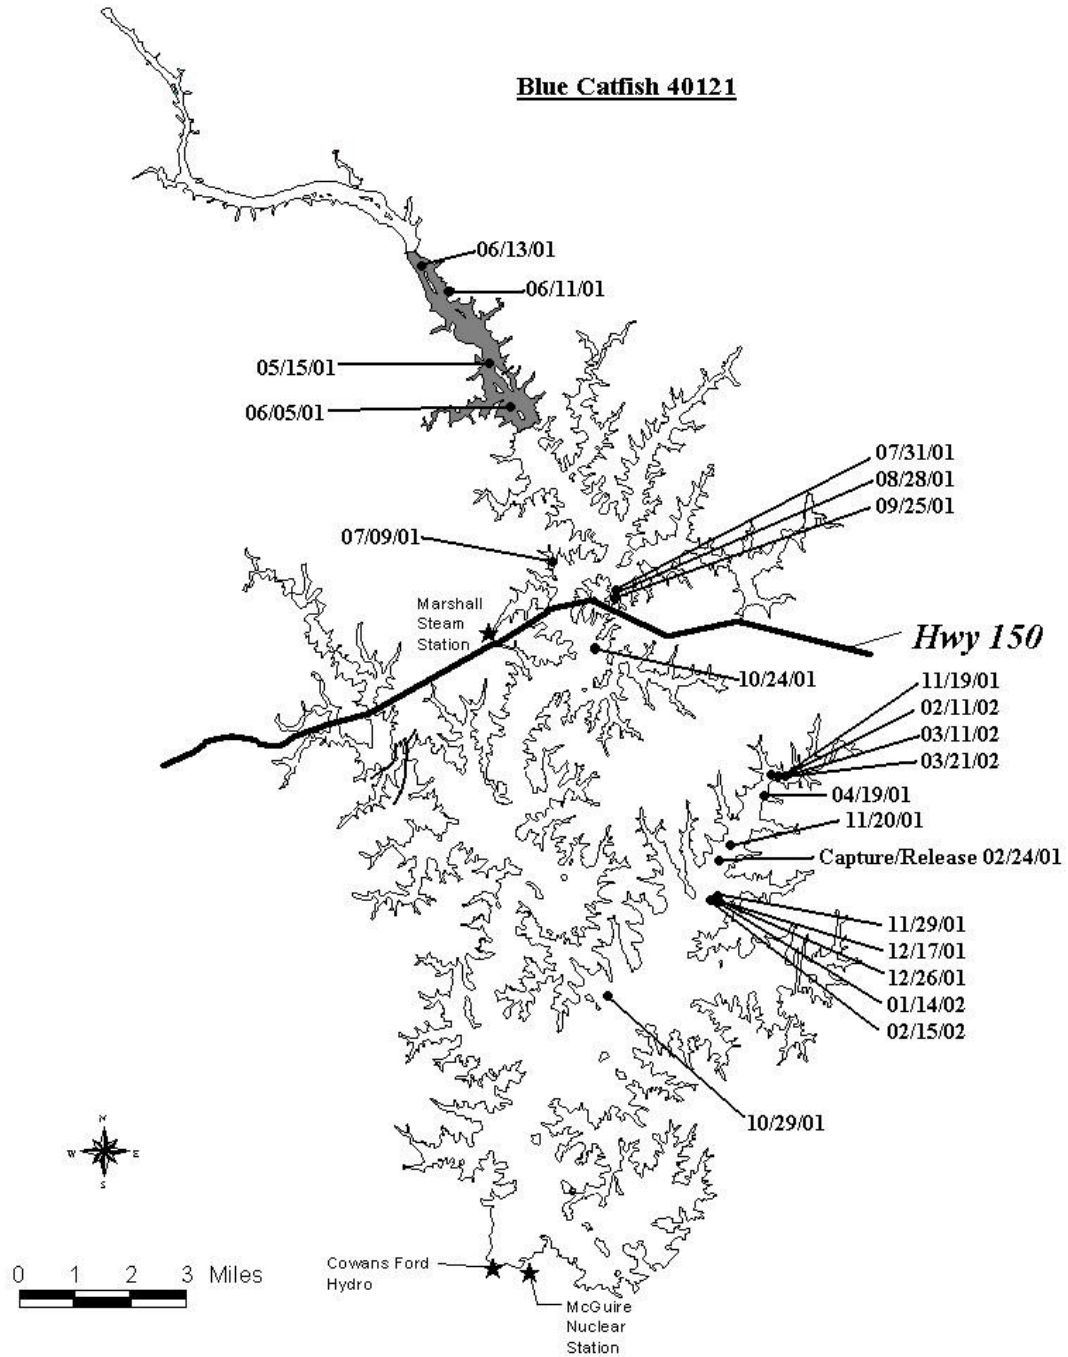 Blue Catfish 40121
06/13/01
06/11/01
05/15/01
06/05/01
07/31/01
08/28/01
09/25/01
07/09/01
Marshall
Steam
Station
Hwy 150
10/24/01
11/19/01
02/11/02
03/11/02
03/21/02
04/19/01
11/20/01
Capture/Release 02/24/01
11/29/01
12/17/01
12/26/01
01/14/02
02/15/02
10/29/01
N
W E
S
Cowans Ford
Hydro
0 1 2 3 Miles
McGuire
Nuclear
Station